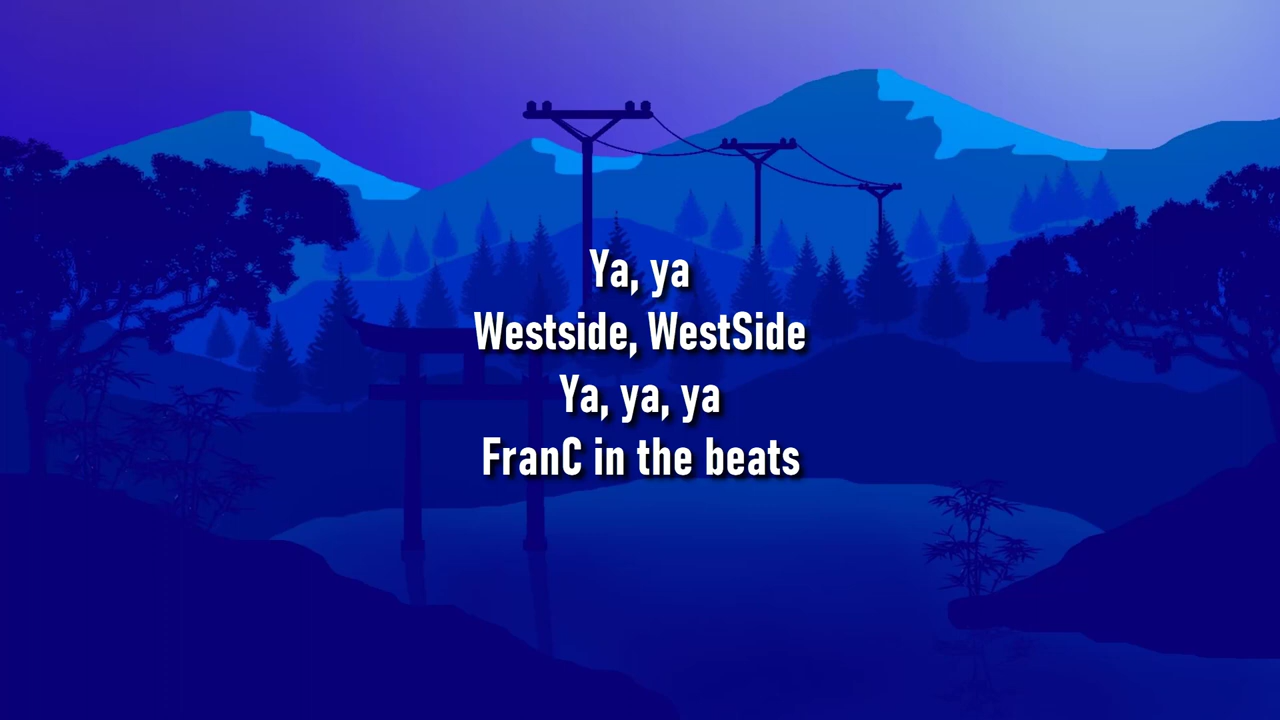 Ya, ya
Westside, WestSide
Ya, ya, ya
FranC in the beats